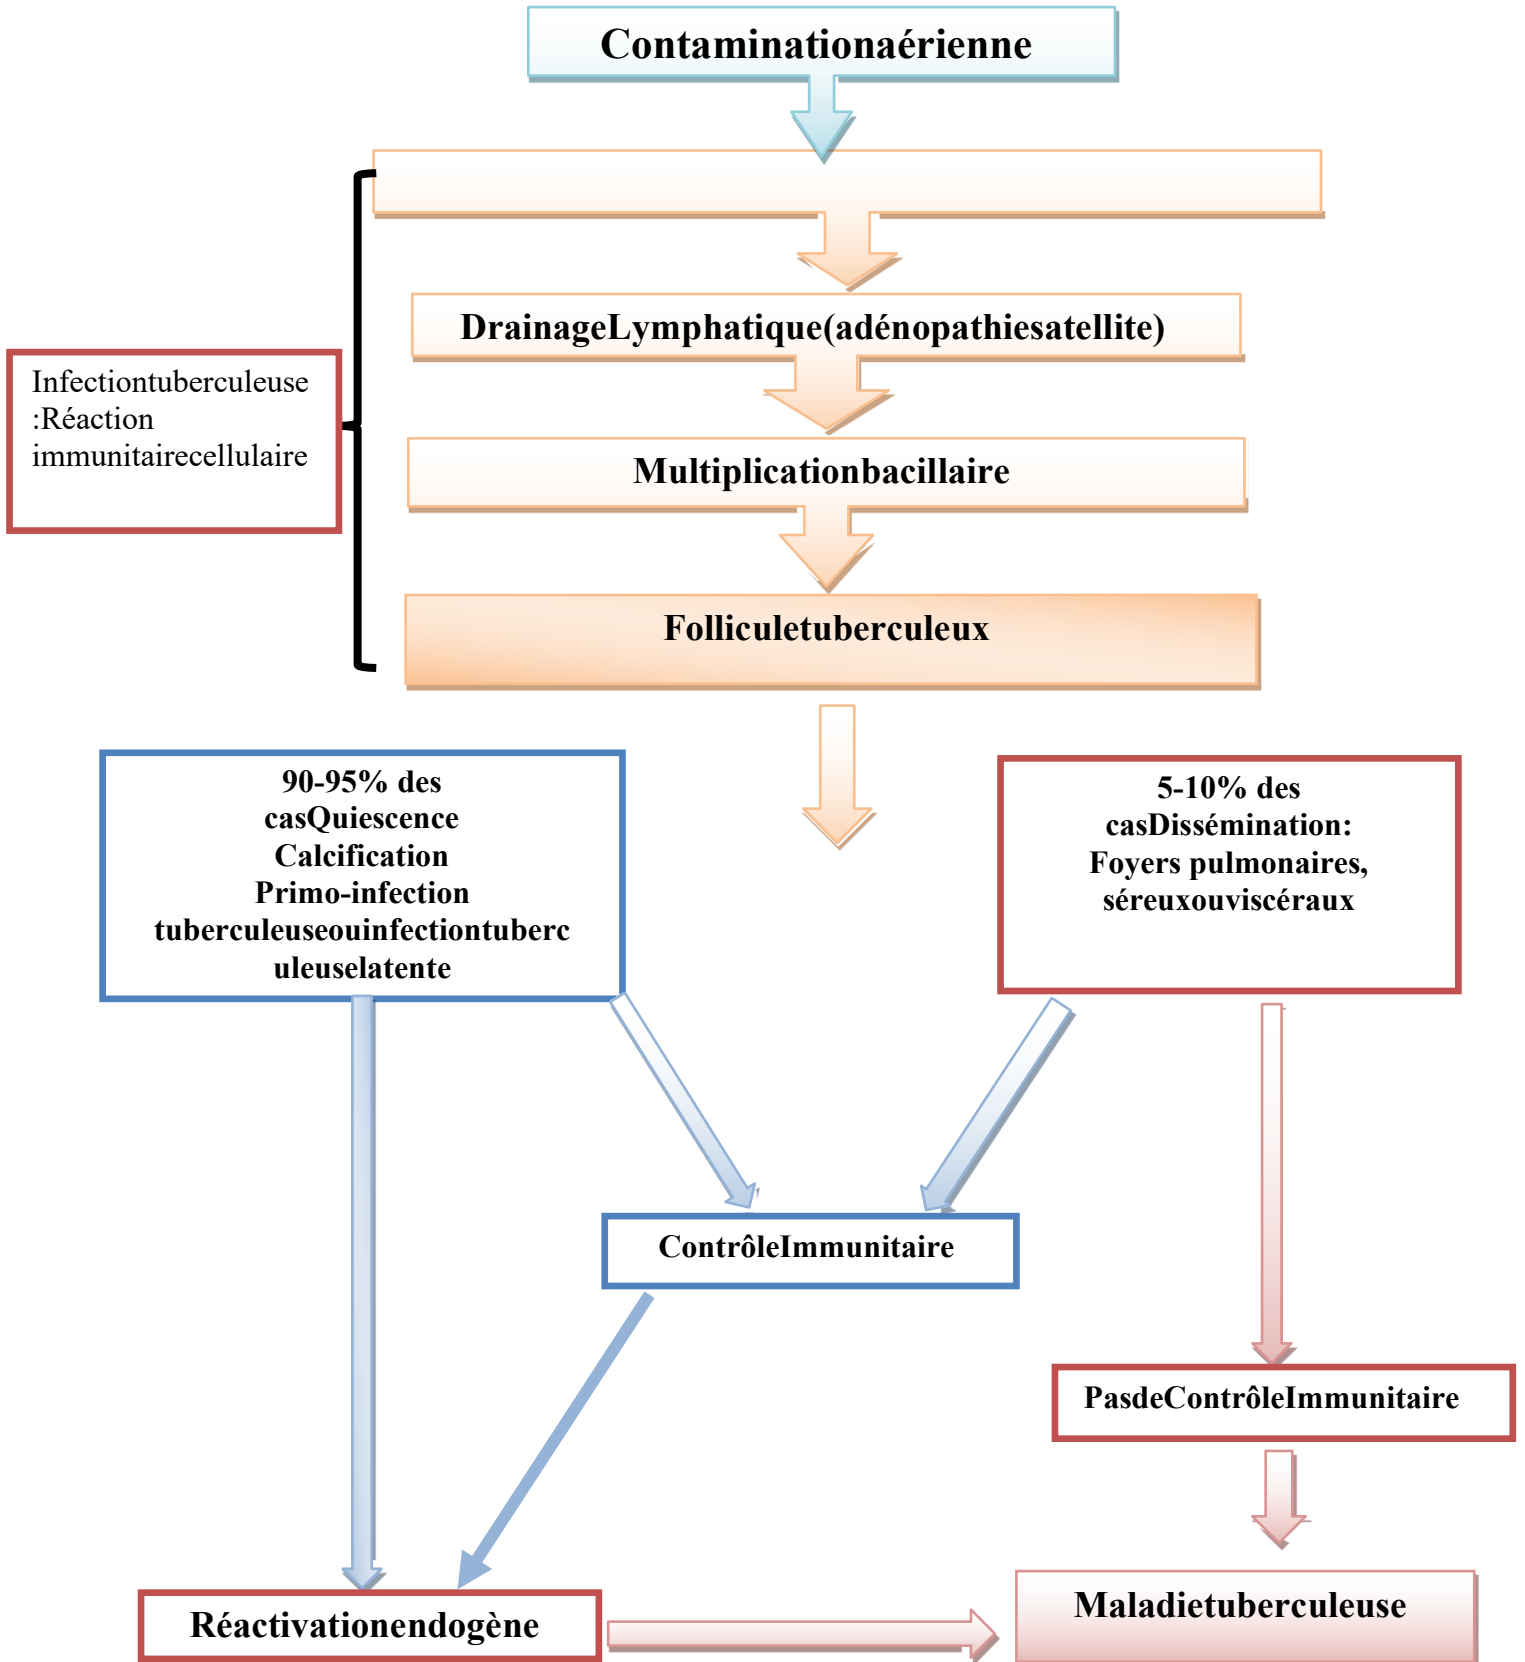 Contaminationaérienne
DrainageLymphatique(adénopathiesatellite)
Infectiontuberculeuse
:Réaction
immunitairecellulaire
Multiplicationbacillaire
Folliculetuberculeux
90-95% des
casQuiescence
Calcification
Primo-infection
tuberculeuseouinfectiontuberc
uleuselatente
5-10% des
casDissémination:
Foyers pulmonaires,
séreuxouviscéraux
ContrôleImmunitaire
PasdeContrôleImmunitaire
Réactivationendogène
Maladietuberculeuse